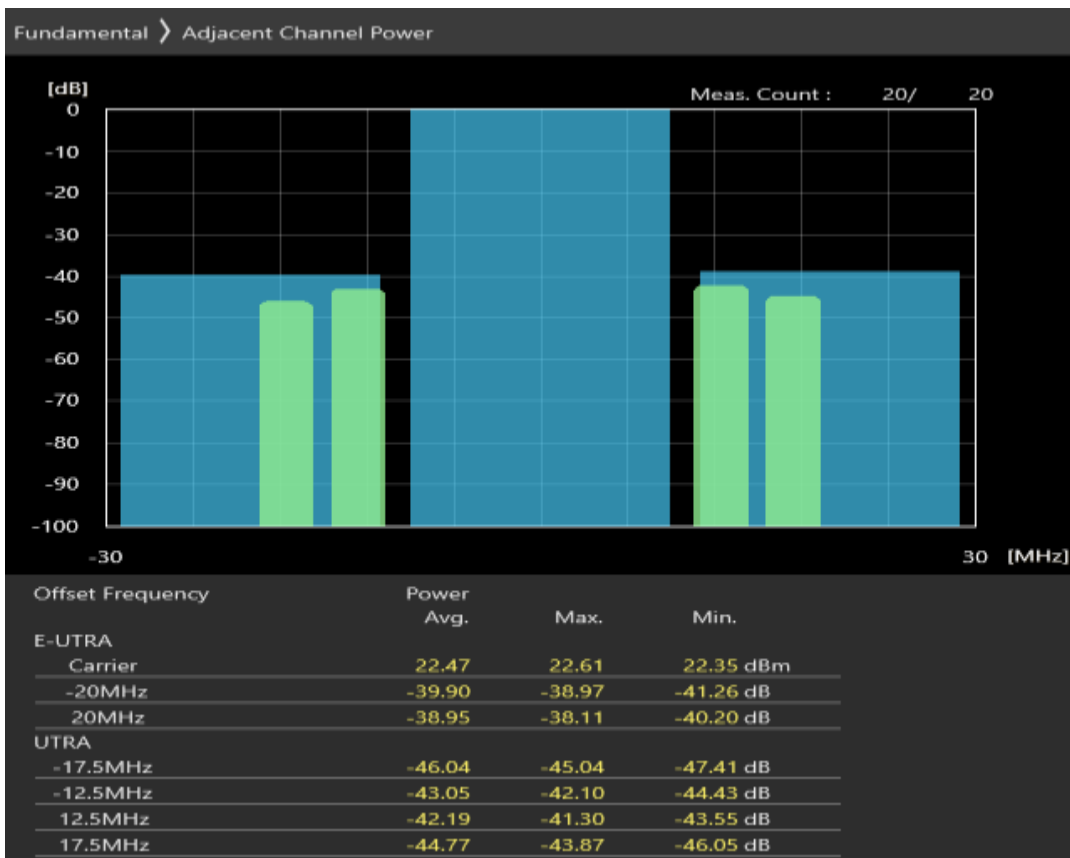 Fundamental ❯ Adjacent Channel Power
[dB]
Meas. Count : 20/ 20
0
-10
-20
-30
-40
-50
-60
-70
-80
-90
-100
-30 30 [MHz]
Offset Frequency Power
Avg. Max. Min.
E-UTRA
Carrier 22.47 22.61 22.35 dBm
-20MHz -39.90 -38.97 -41.26 dB
20MHz -38.95 -38.11 -40.20 dB
UTRA
-17.5MHz -46.04 -45.04 -47.41 dB
-12.5MHz -43.05 -42.10 -44.43 dB
12.5MHz -42.19 -41.30 -43.55 dB
17.5MHz -44.77 -43.87 -46.05 dB